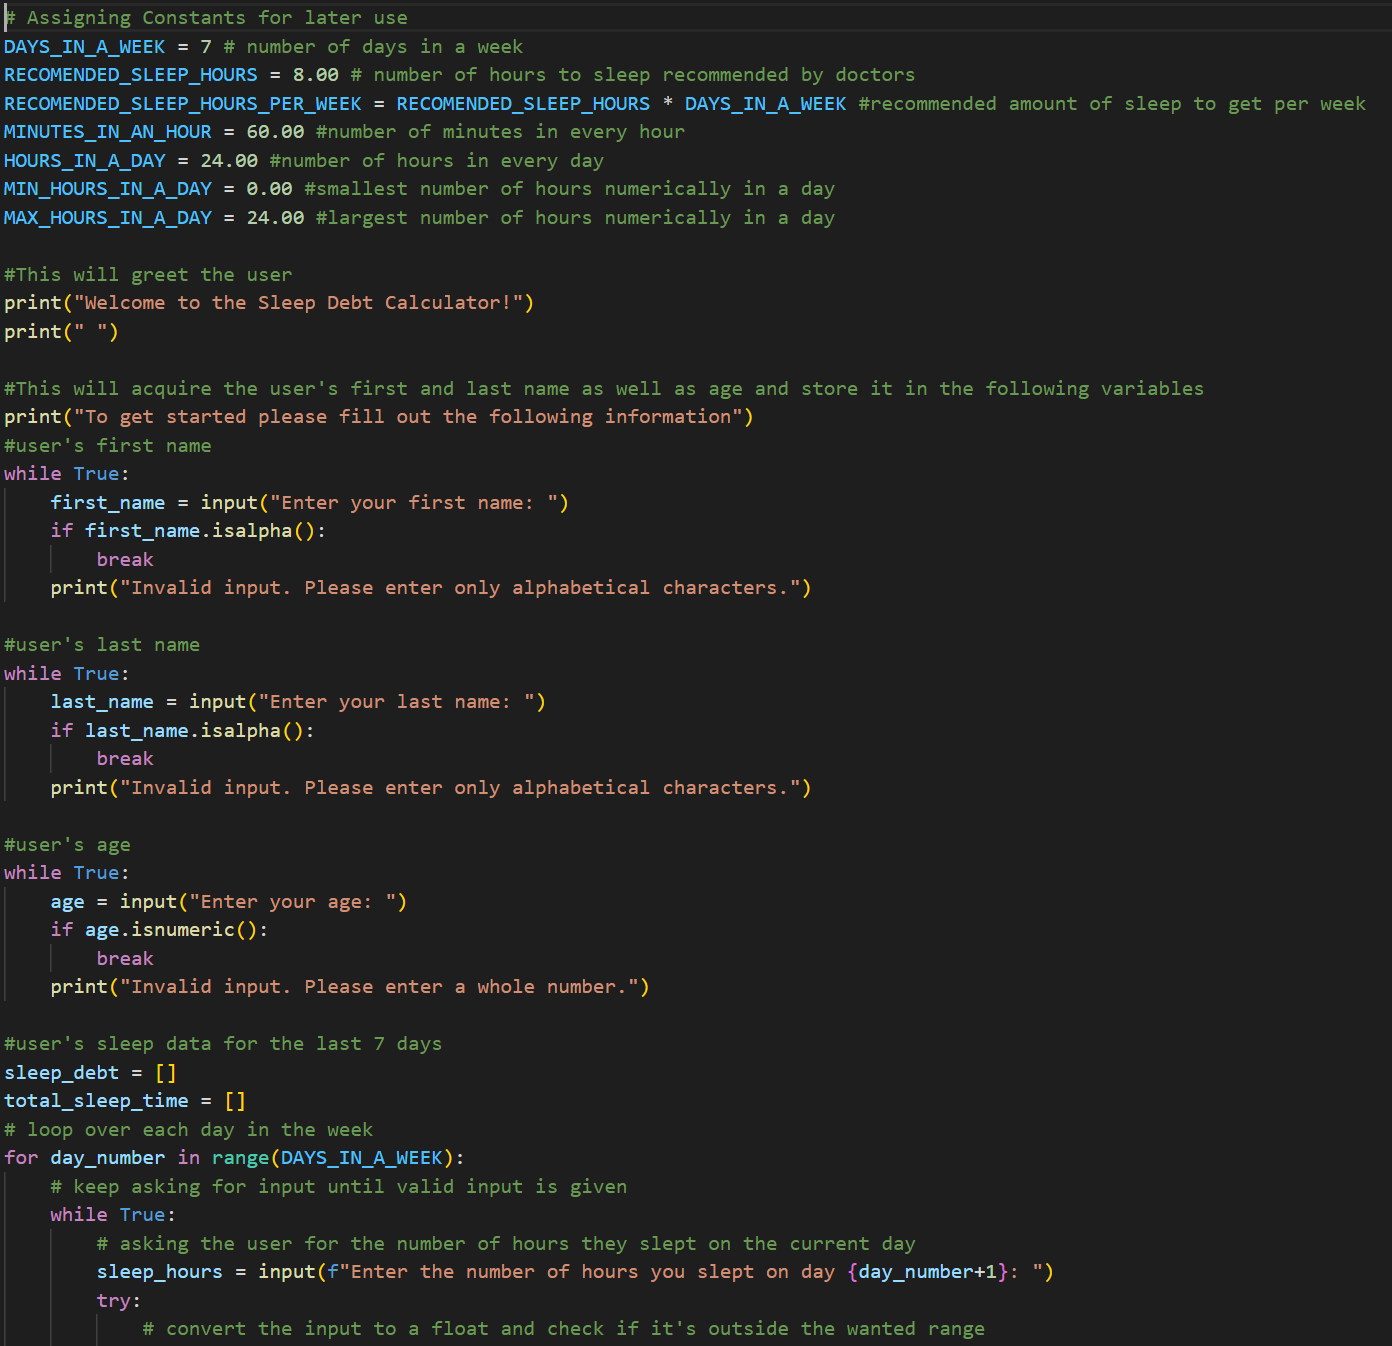 # Assigning Constants for later use
DAYS_IN_A_WEEK = 7 # number of days in a week
RECOMENDED_SLEEP_HOURS = 8.00 # number of hours to sleep recommended by doctors
RECOMENDED_SLEEP_HOURS_PER_WEEK = RECOMENDED_SLEEP_HOURS * DAYS_IN_A_WEEK #recommended amount of sleep to get per week
MINUTES_IN_AN_HOUR = 60.00 #number of minutes in every hour
HOURS_IN_A_DAY = 24.00 #number of hours in every day
MIN_HOURS_IN_A_DAY = 0.00 #smallest number of hours numerically in a day
MAX_HOURS_IN_A_DAY = 24.00 #largest number of hours numerically in a day

#This will greet the user
print("Welcome to the Sleep Debt Calculator!")
print(" ")

#This will acquire the user's first and last name as well as age and store it in the following variables
print("To get started please fill out the following information")
#user's first name
while True:
    first_name = input("Enter your first name: ")
    if first_name.isalpha():
        break
    print("Invalid input. Please enter only alphabetical characters.")

#user's last name
while True:
    last_name = input("Enter your last name: ")
    if last_name.isalpha():
        break
    print("Invalid input. Please enter only alphabetical characters.")

#user's age
while True:
    age = input("Enter your age: ")
    if age.isnumeric():
        break
    print("Invalid input. Please enter a whole number.")

#user's sleep data for the last 7 days
sleep_debt = []
total_sleep_time = []
# loop over each day in the week
for day_number in range(DAYS_IN_A_WEEK):
    # keep asking for input until valid input is given
    while True:
        # asking the user for the number of hours they slept on the current day
        sleep_hours = input(f"Enter the number of hours you slept on day {day_number+1}: ")
        try:
            # convert the input to a float and check if it's outside the wanted range